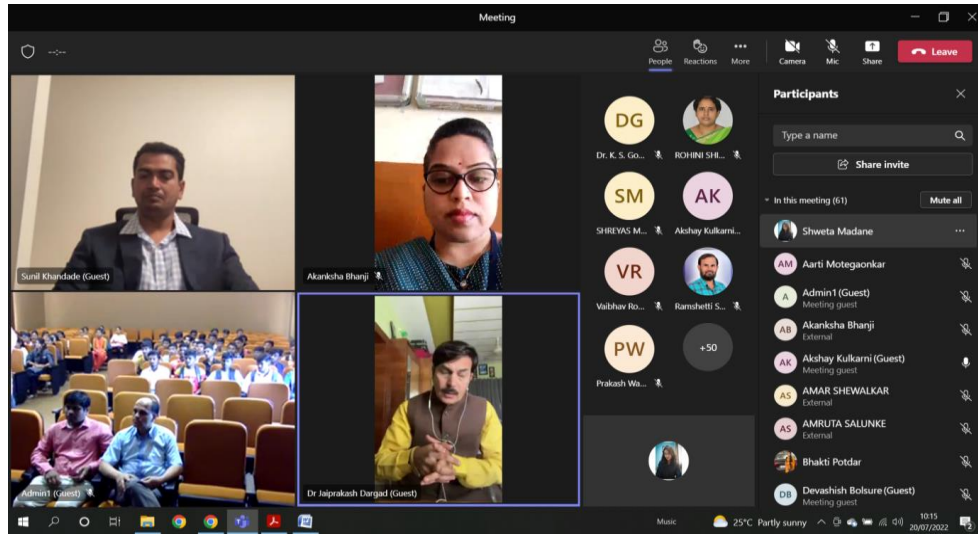 Meeting
--:--
People
Reactions
More
Camera
Mic
Share
Leave
Sunil Khandade (Guest)
Akanksha Bhanji
Admin1 (Guest)
Dr Jaiprakash Dargad (Guest)
DG
Dr. K. S. Go...
ROHINI SHI...
SM
SHREYAS M...
AK
Akshay Kulkarni...
VR
Vaibhav Ro...
Ramshetti S...
PW
Prakash Wa...
+50
Participants
Type a name
Share invite
In this meeting (61)
Mute all
Shweta Madane
AM
Aarti Motegaonkar
A
Admin1 (Guest)
Meeting guest
AB
Akanksha Bhanji
External
AK
Akshay Kulkarni (Guest)
Meeting guest
AS
AMAR SHEWALKAR
External
AS
AMRUTA SALUNKE
External
Bhakti Potdar
DB
Devashish Bolsure (Guest)
Meeting guest
Music
25°C Partly sunny
10:15
20/07/2022
2